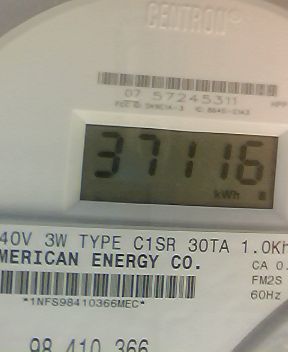 CENTRON®
07 57245311
37116
kWh
40V 3W TYPE C1SR 30TA 1.0Kh
MERICAN ENERGY CO.
CA 0.
FM2S
60Hz
*1NFS98410366MEC*
98 410 366